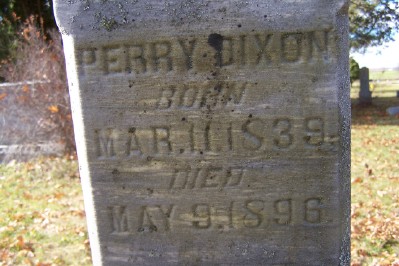 PERRY DIXON
BORN
MAR.11.1839.
DIED.
MAY 9.1896.